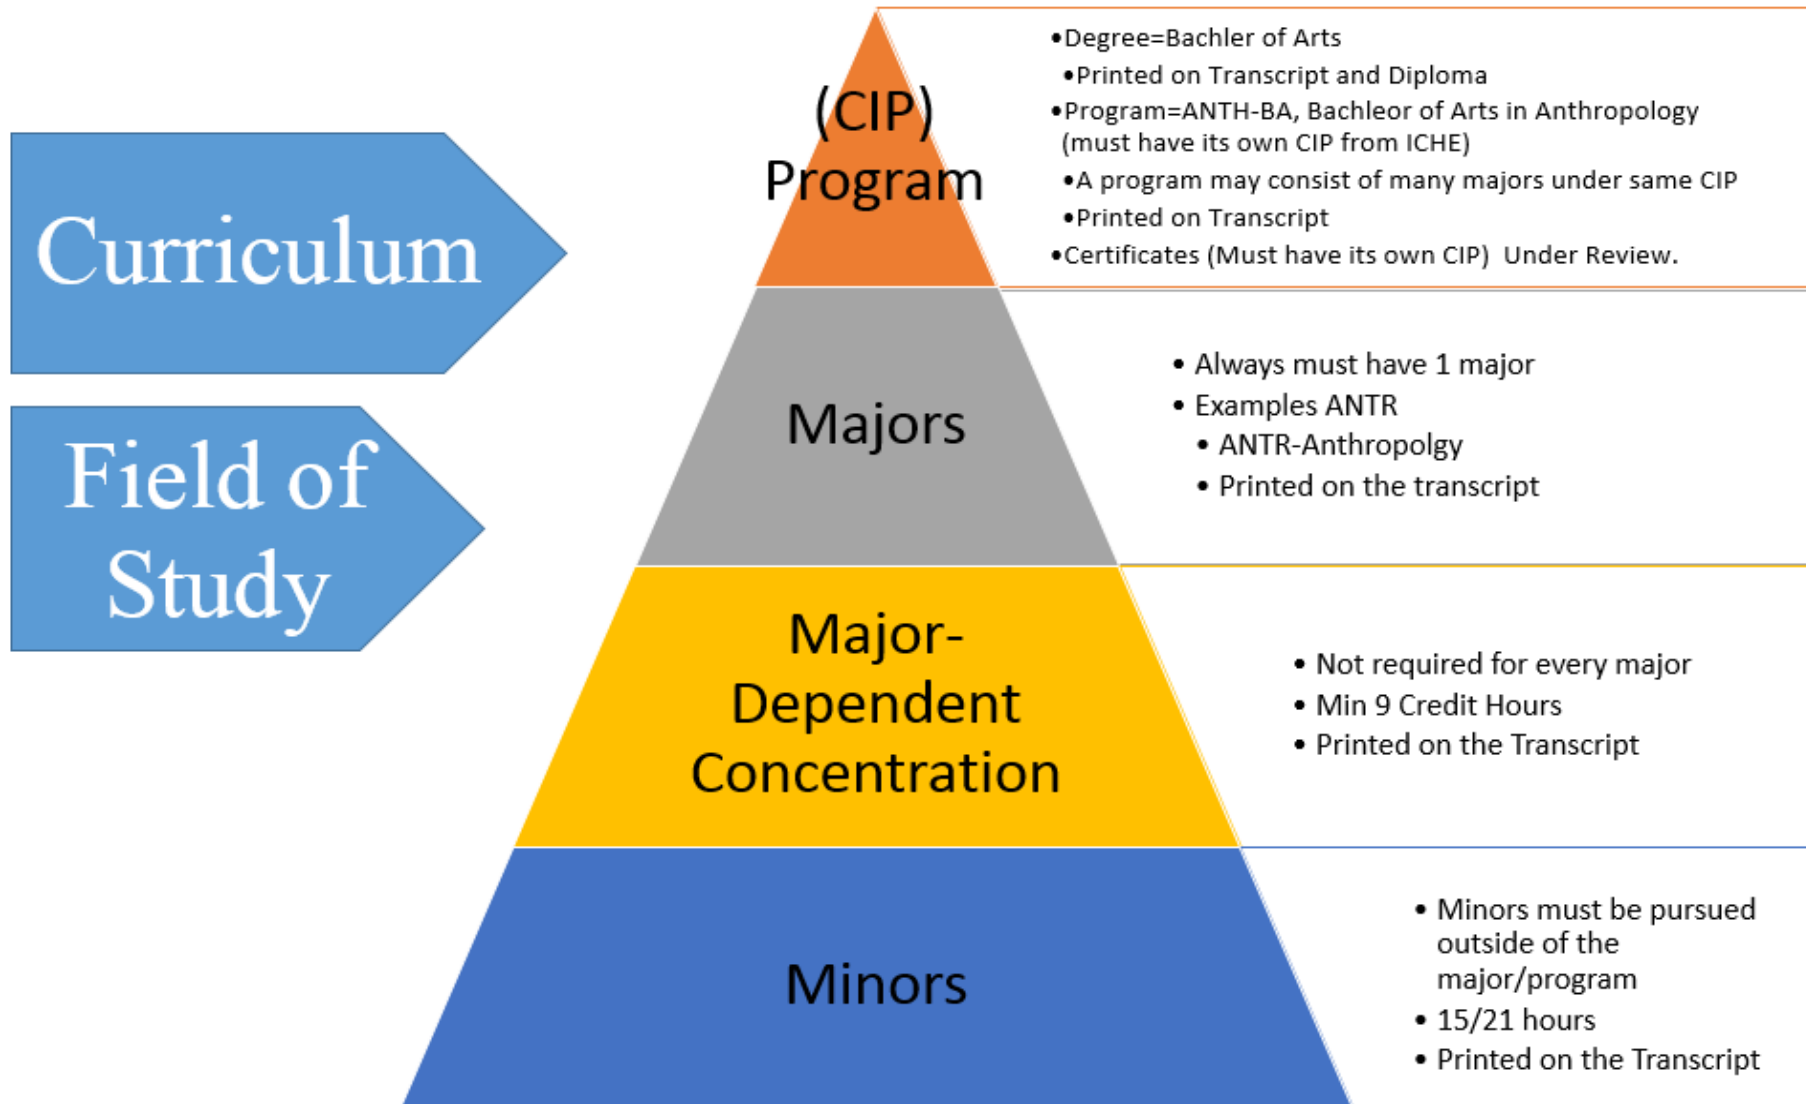 Curriculum
Field of
Study
(CIP)
Program
•Degree=Bachler of Arts
•Printed on Transcript and Diploma
•Program=ANTH-BA, Bachleor of Arts in Anthropology
(must have its own CIP from ICHE)
•A program may consist of many majors under same CIP
•Printed on Transcript
•Certificates (Must have its own CIP) Under Review.
Majors
• Always must have 1 major
• Examples ANTR
• ANTR-Anthropolgy
• Printed on the transcript
Major-
Dependent
Concentration
• Not required for every major
• Min 9 Credit Hours
• Printed on the Transcript
Minors
• Minors must be pursued
outside of the
major/program
• 15/21 hours
• Printed on the Transcript